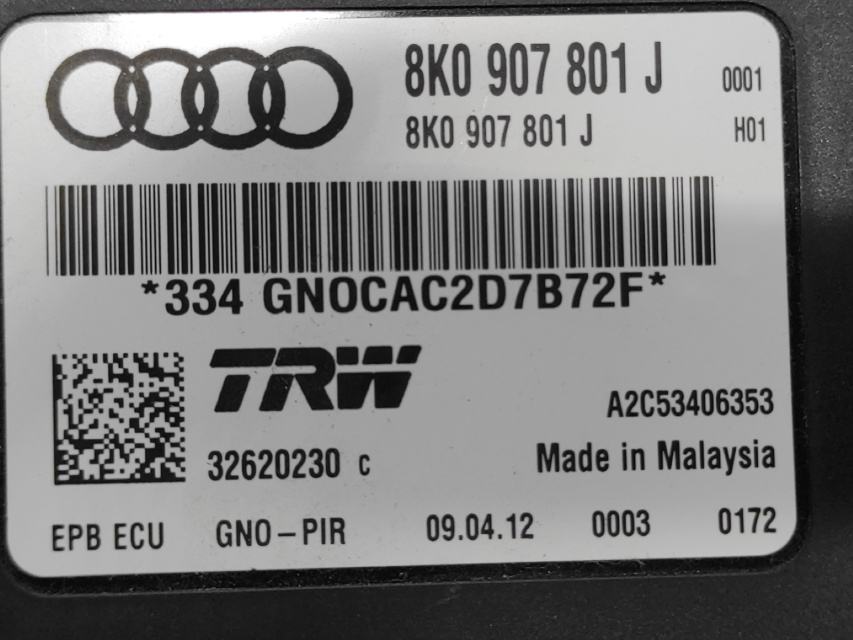 8K0 907 801 J 0001
8K0 907 801 J H01
*334 GN0CAC2D7B72F*
TRW
A2C53406353
32620230 c
Made in Malaysia
EPB ECU GNO-PIR 09.04.12 0003 0172